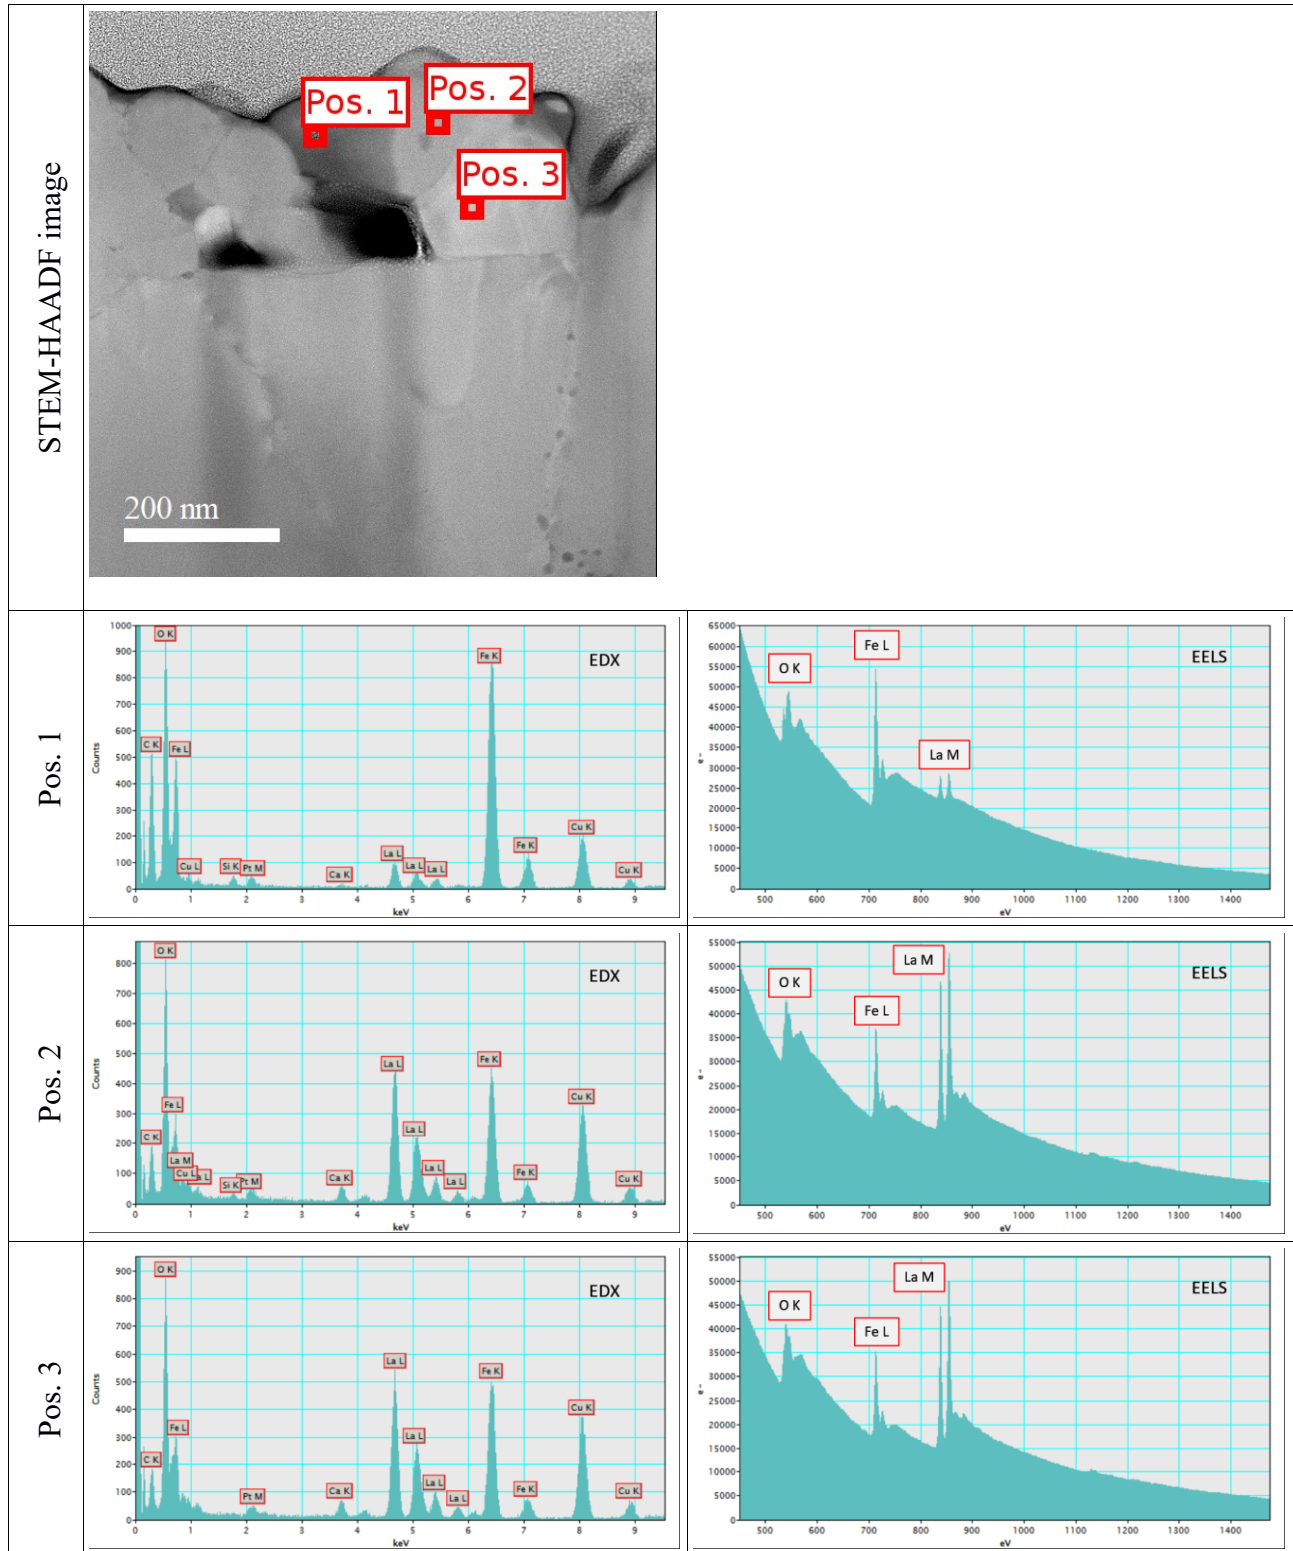 STEM-HAADF image
Pos. 1
Pos. 2
Pos. 3
200 nm
Pos. 1
1000
900
800
700
600
500
400
300
200
100
0
Counts
O K
C K
Fe L
Cu L
Si K
Pt M
Ca K
La L
La L
La L
Fe K
Fe K
Cu K
Cu K
EDX
0 1 2 3 4 5 6 7 8 9
keV
65000
60000
55000
50000
45000
40000
35000
30000
25000
20000
15000
10000
5000
0
e-
O K
Fe L
La M
EELS
500 600 700 800 900 1000 1100 1200 1300 1400
eV
Pos. 2
800
700
600
500
400
300
200
100
0
Counts
O K
Fe L
C K
La M
Cu L
a L
Si K
Pt M
Ca K
La L
La L
La L
La L
Fe K
Fe K
Cu K
Cu K
EDX
0 1 2 3 4 5 6 7 8 9
keV
55000
50000
45000
40000
35000
30000
25000
20000
15000
10000
5000
0
e-
O K
Fe L
La M
EELS
500 600 700 800 900 1000 1100 1200 1300 1400
eV
Pos. 3
900
800
700
600
500
400
300
200
100
0
Counts
O K
Fe L
C K
Pt M
Ca K
La L
La L
La L
La L
Fe K
Fe K
Cu K
Cu K
EDX
0 1 2 3 4 5 6 7 8 9
keV
55000
50000
45000
40000
35000
30000
25000
20000
15000
10000
5000
0
e-
O K
Fe L
La M
EELS
500 600 700 800 900 1000 1100 1200 1300 1400
eV